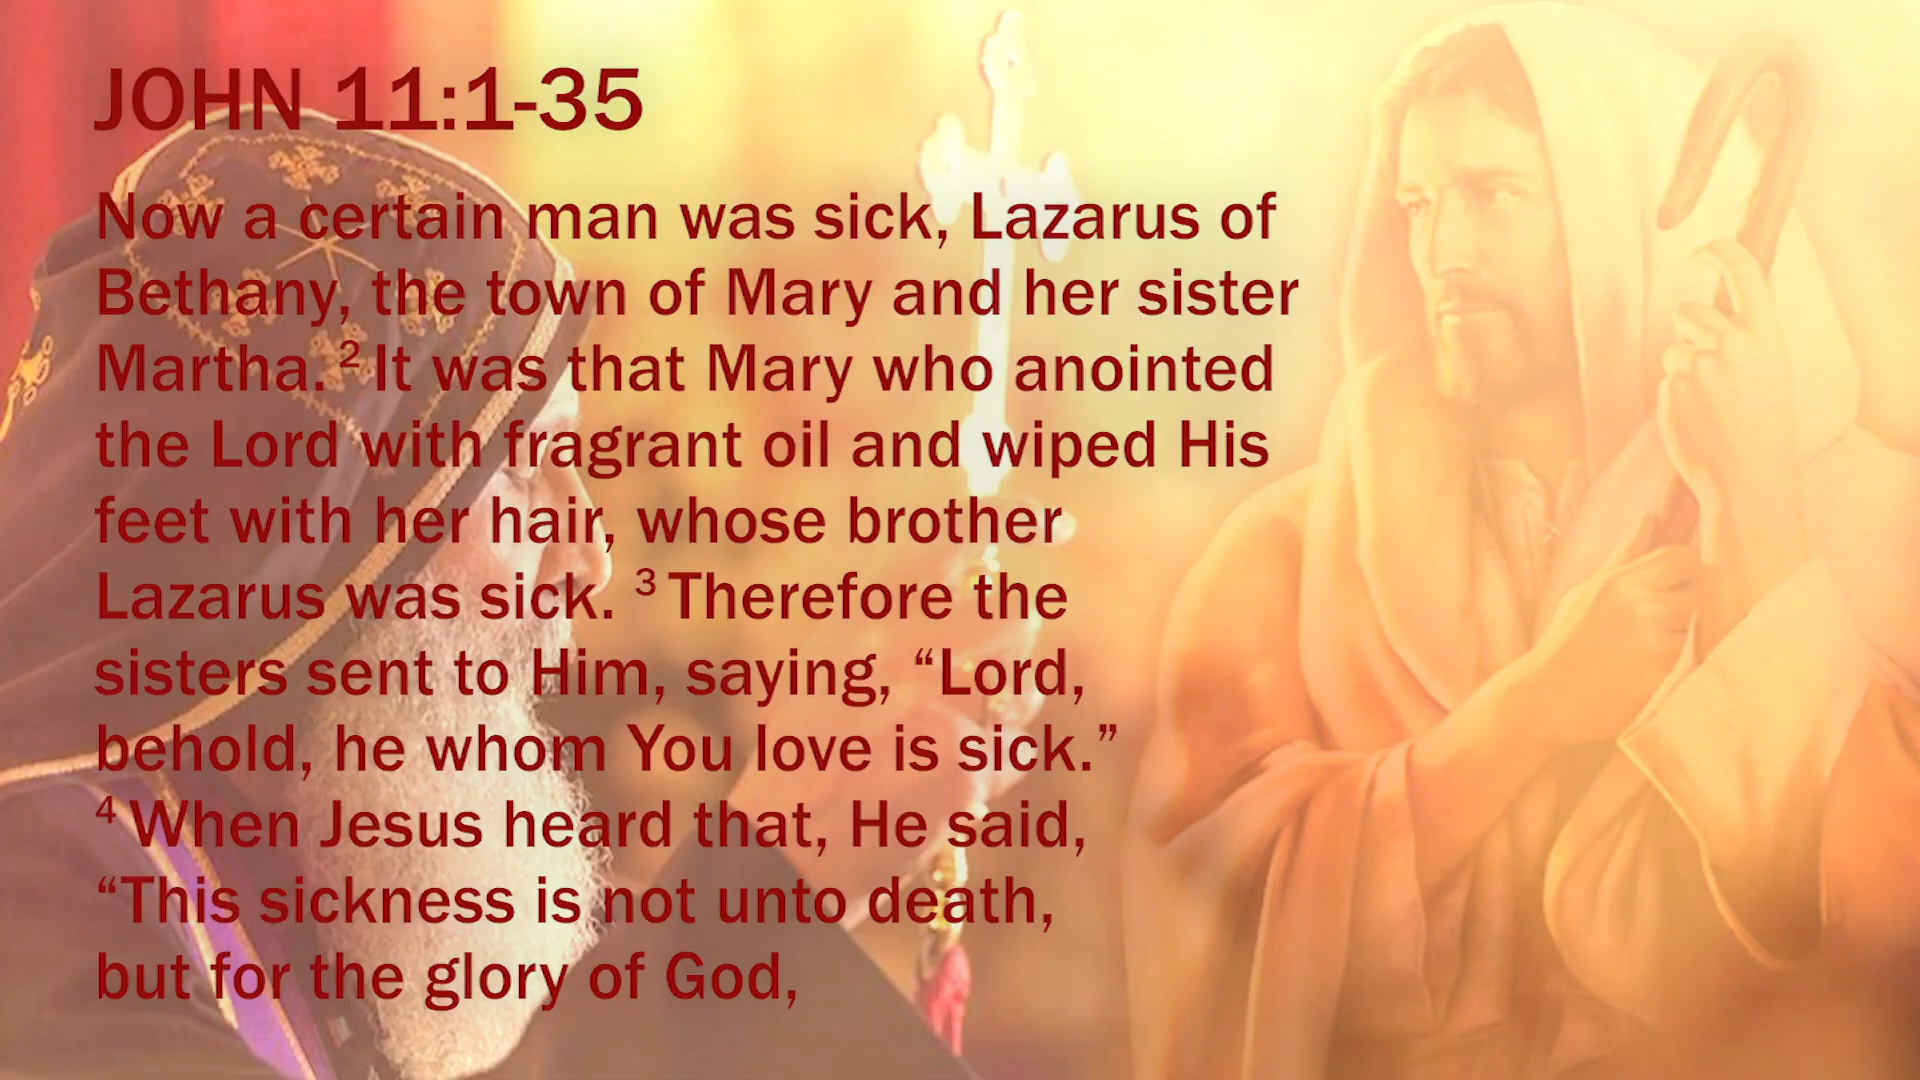 JOHN 11:1-35
Now a certain man was sick, Lazarus of
Bethany, the town of Mary and her sister
Martha. ² It was that Mary who anointed
the Lord with fragrant oil and wiped His
feet with her hair, whose brother
Lazarus was sick. ³ Therefore the
sisters sent to Him, saying, “Lord,
behold, he whom You love is sick.”
⁴ When Jesus heard that, He said,
“This sickness is not unto death,
but for the glory of God,